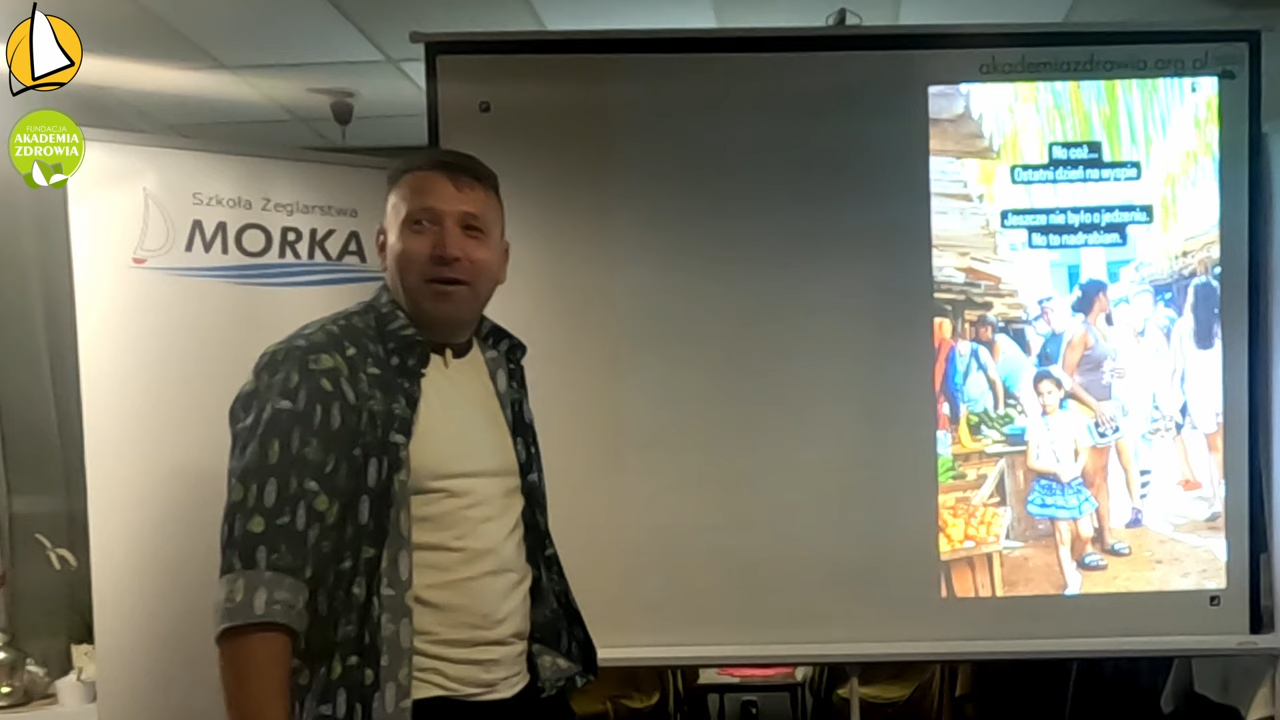 FUNDACJA
AKADEMIA
ZDROWIA
Szkoła Żeglarstwa
MORKA
akademiazdrowia.org.pl
No cóż...
Ostatni dzień na wyspie
Jeszcze nie było o jedzeniu.
No to nadrabiam.